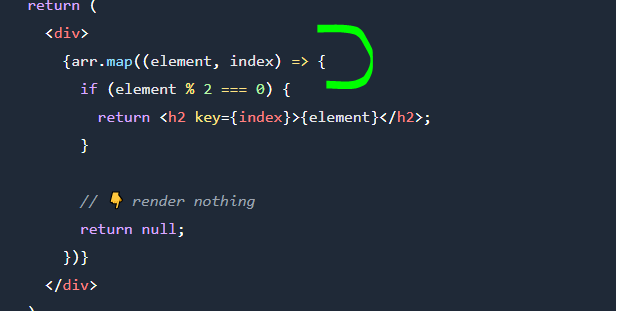 return (
<div>
{arr.map((element, index) => {
if (element % 2 === 0) {
return <h2 key={index}>{element}</h2>;
}
// 👇 render nothing
return null;
})}
</div>
)